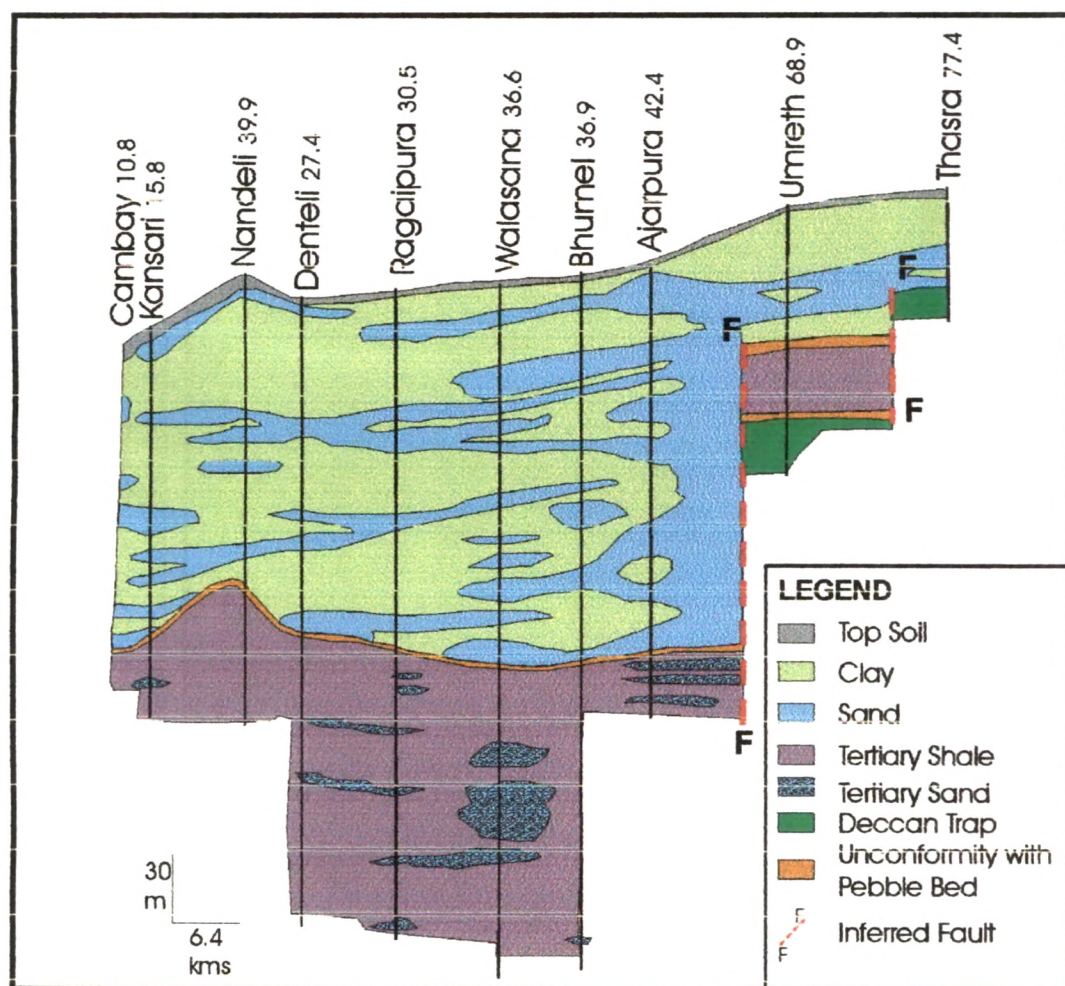 Cambay 10.8
Kansari 15.8
Nandeli 39.9
Denteli 27.4
Ragaiipura 30.5
Walasana 36.6
Bhumel 36.9
Ajarpura 42.4
Umreth 68.9
Thasra 77.4
F
F
F
F
30
m
6.4
kms
LEGEND
Top Soil
Clay
Sand
Tertiary Shale
Tertiary Sand
Deccan Trap
Unconformity with
Pebble Bed
F
Inferred Fault
F